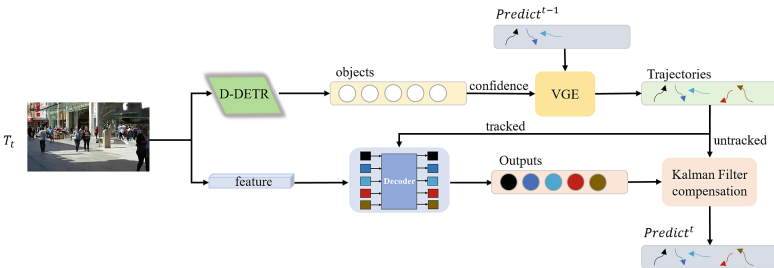 Predict^{t-1}
objects
Trajectories
D-DETR
confidence
VGE
T_t
tracked
untracked
feature
Decoder
Outputs
Kalman Filter
compensation
Predict^t